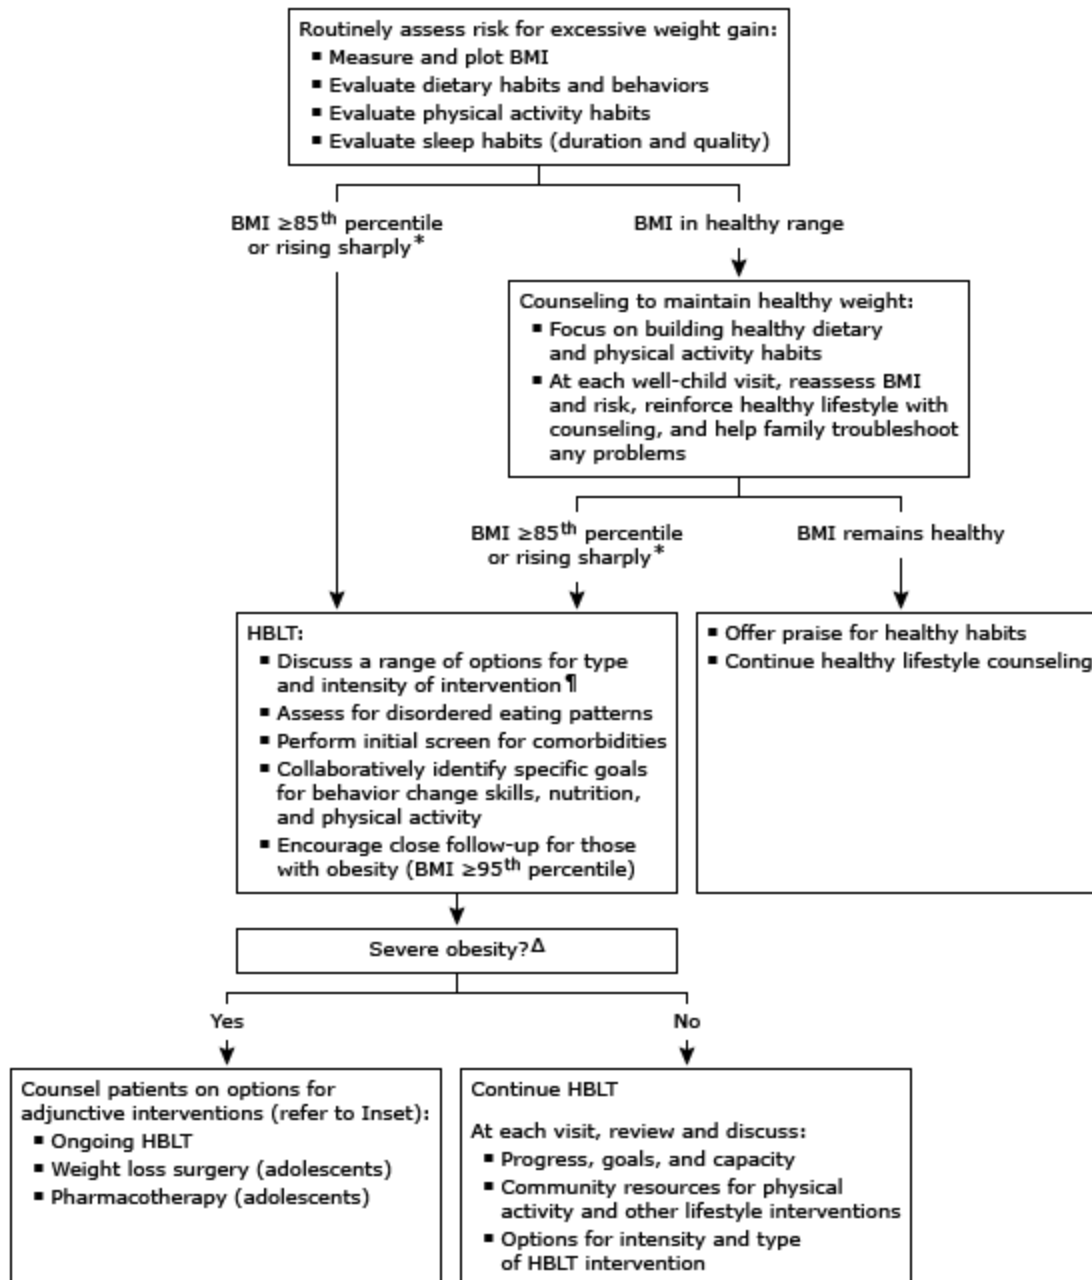 Routinely assess risk for excessive weight gain:
▪ Measure and plot BMI
▪ Evaluate dietary habits and behaviors
▪ Evaluate physical activity habits
▪ Evaluate sleep habits (duration and quality)
BMI ≥85th percentile
or rising sharply*
BMI in healthy range
Counseling to maintain healthy weight:
▪ Focus on building healthy dietary
and physical activity habits
▪ At each well-child visit, reassess BMI
and risk, reinforce healthy lifestyle with
counseling, and help family troubleshoot
any problems
BMI ≥85th percentile
or rising sharply*
BMI remains healthy
HBLT:
▪ Discuss a range of options for type
and intensity of intervention¶
▪ Assess for disordered eating patterns
▪ Perform initial screen for comorbidities
▪ Collaboratively identify specific goals
for behavior change skills, nutrition,
and physical activity
▪ Encourage close follow-up for those
with obesity (BMI ≥95th percentile)
▪ Offer praise for healthy habits
▪ Continue healthy lifestyle counseling
Severe obesity?Δ
Yes
No
Counsel patients on options for
adjunctive interventions (refer to Inset):
▪ Ongoing HBLT
▪ Weight loss surgery (adolescents)
▪ Pharmacotherapy (adolescents)
Continue HBLT
At each visit, review and discuss:
▪ Progress, goals, and capacity
▪ Community resources for physical
activity and other lifestyle interventions
▪ Options for intensity and type
of HBLT intervention